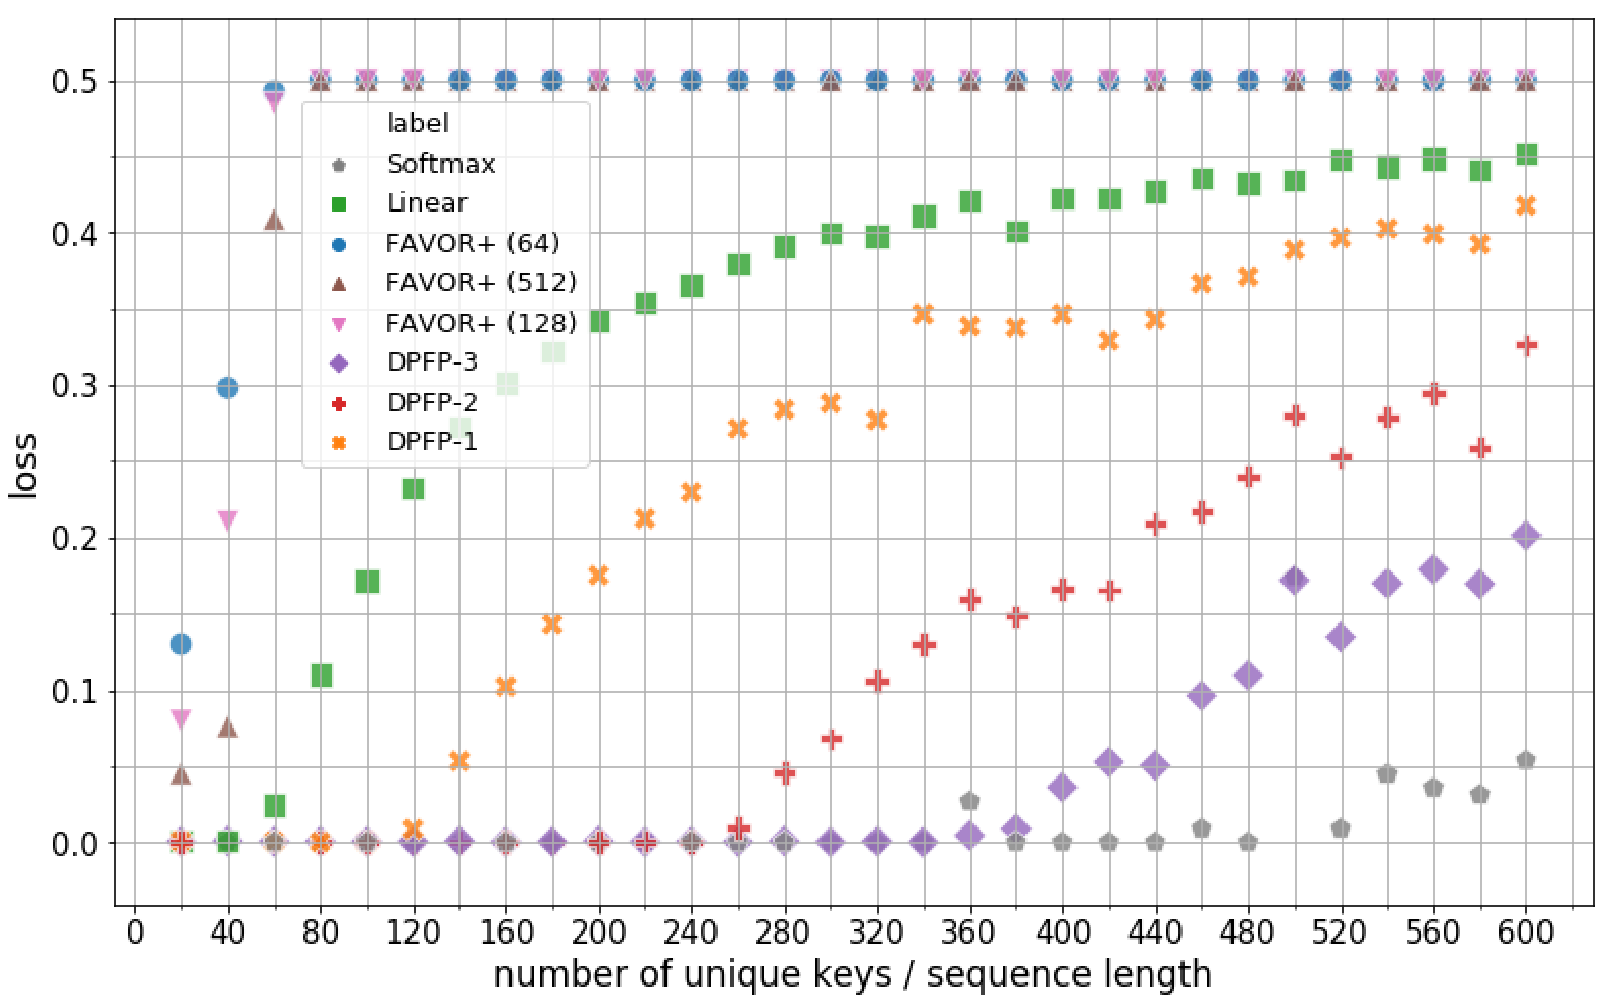 0.5
0.4
0.3
0.2
0.1
0.0
loss
label
Softmax
Linear
FAVOR+ (64)
FAVOR+ (512)
FAVOR+ (128)
DPFP-3
DPFP-2
DPFP-1
0 40 80 120 160 200 240 280 320 360 400 440 480 520 560 600
number of unique keys / sequence length